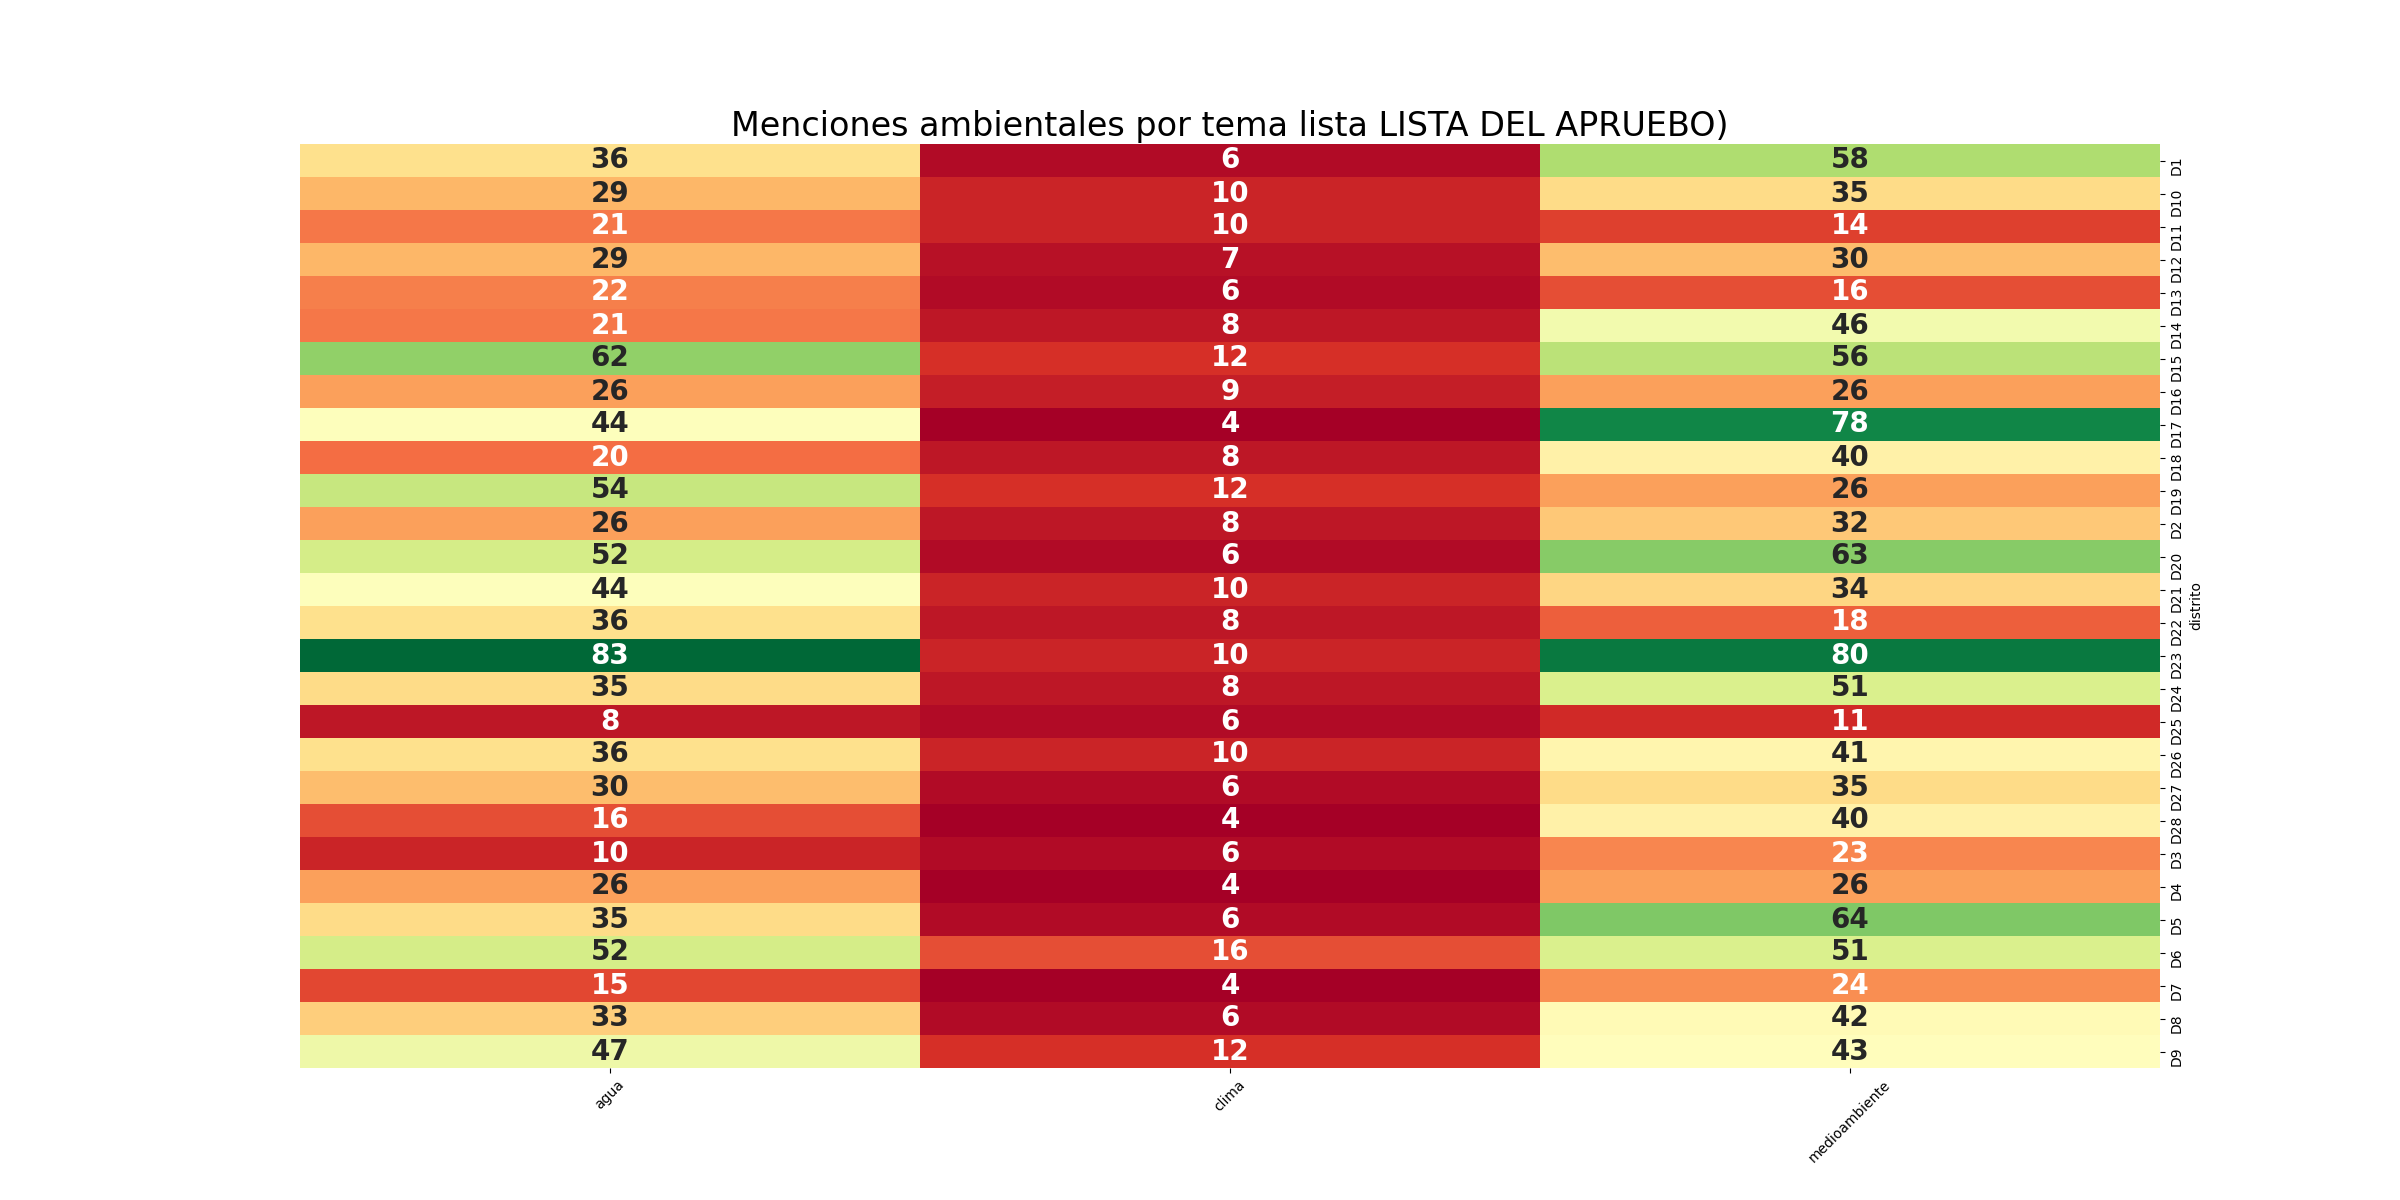 Menciones ambientales por tema lista LISTA DEL APRUEBO)
36 6 58 D1
29 10 35 D10
21 10 14 D11
29 7 30 D12
22 6 16 D13
21 8 46 D14
62 12 56 D15
26 9 26 D16
44 4 78 D17
20 8 40 D18
54 12 26 D19
26 8 32 D2
52 6 63 D20
44 10 34 D21
36 8 18 D22
83 10 80 D23
35 8 51 D24
8 6 11 D25
36 10 41 D26
30 6 35 D27
16 4 40 D28
10 6 23 D3
26 4 26 D4
35 6 64 D5
52 16 51 D6
15 4 24 D7
33 6 42 D8
47 12 43 D9
distrito
agua clima medioambiente